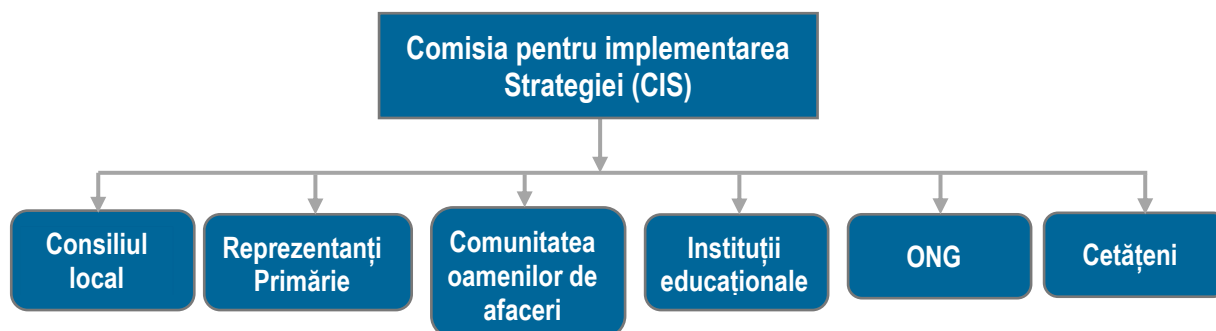 Comisia pentru implementarea
Strategiei (CIS)
Consiliul
local
Reprezentanți
Primărie
Comunitatea
oamenilor de
afaceri
Instituții
educaționale
ONG
Cetățeni